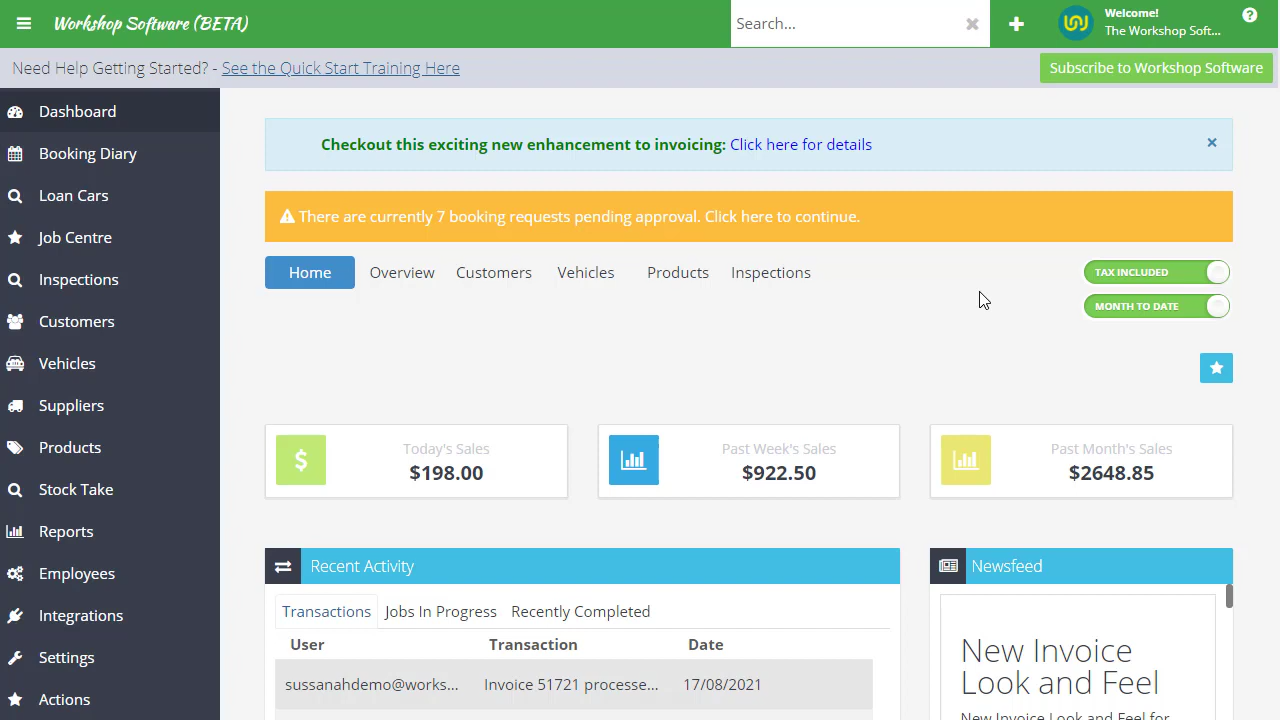 Workshop Software (BETA)
Search...
Welcome!
The Workshop Soft...
Need Help Getting Started? - See the Quick Start Training Here
Subscribe to Workshop Software
Dashboard
Booking Diary
Loan Cars
Job Centre
Inspections
Customers
Vehicles
Suppliers
Products
Stock Take
Reports
Employees
Integrations
Settings
Actions
Checkout this exciting new enhancement to invoicing: Click here for details
There are currently 7 booking requests pending approval. Click here to continue.
Home Overview Customers Vehicles Products Inspections
TAX INCLUDED
MONTH TO DATE
Today's Sales
$198.00
Past Week's Sales
$922.50
Past Month's Sales
$2648.85
Recent Activity
Transactions Jobs In Progress Recently Completed
User Transaction Date
sussanahdemo@works... Invoice 51721 processe... 17/08/2021
Newsfeed
New Invoice
Look and Feel
New Invoice Look and Feel for